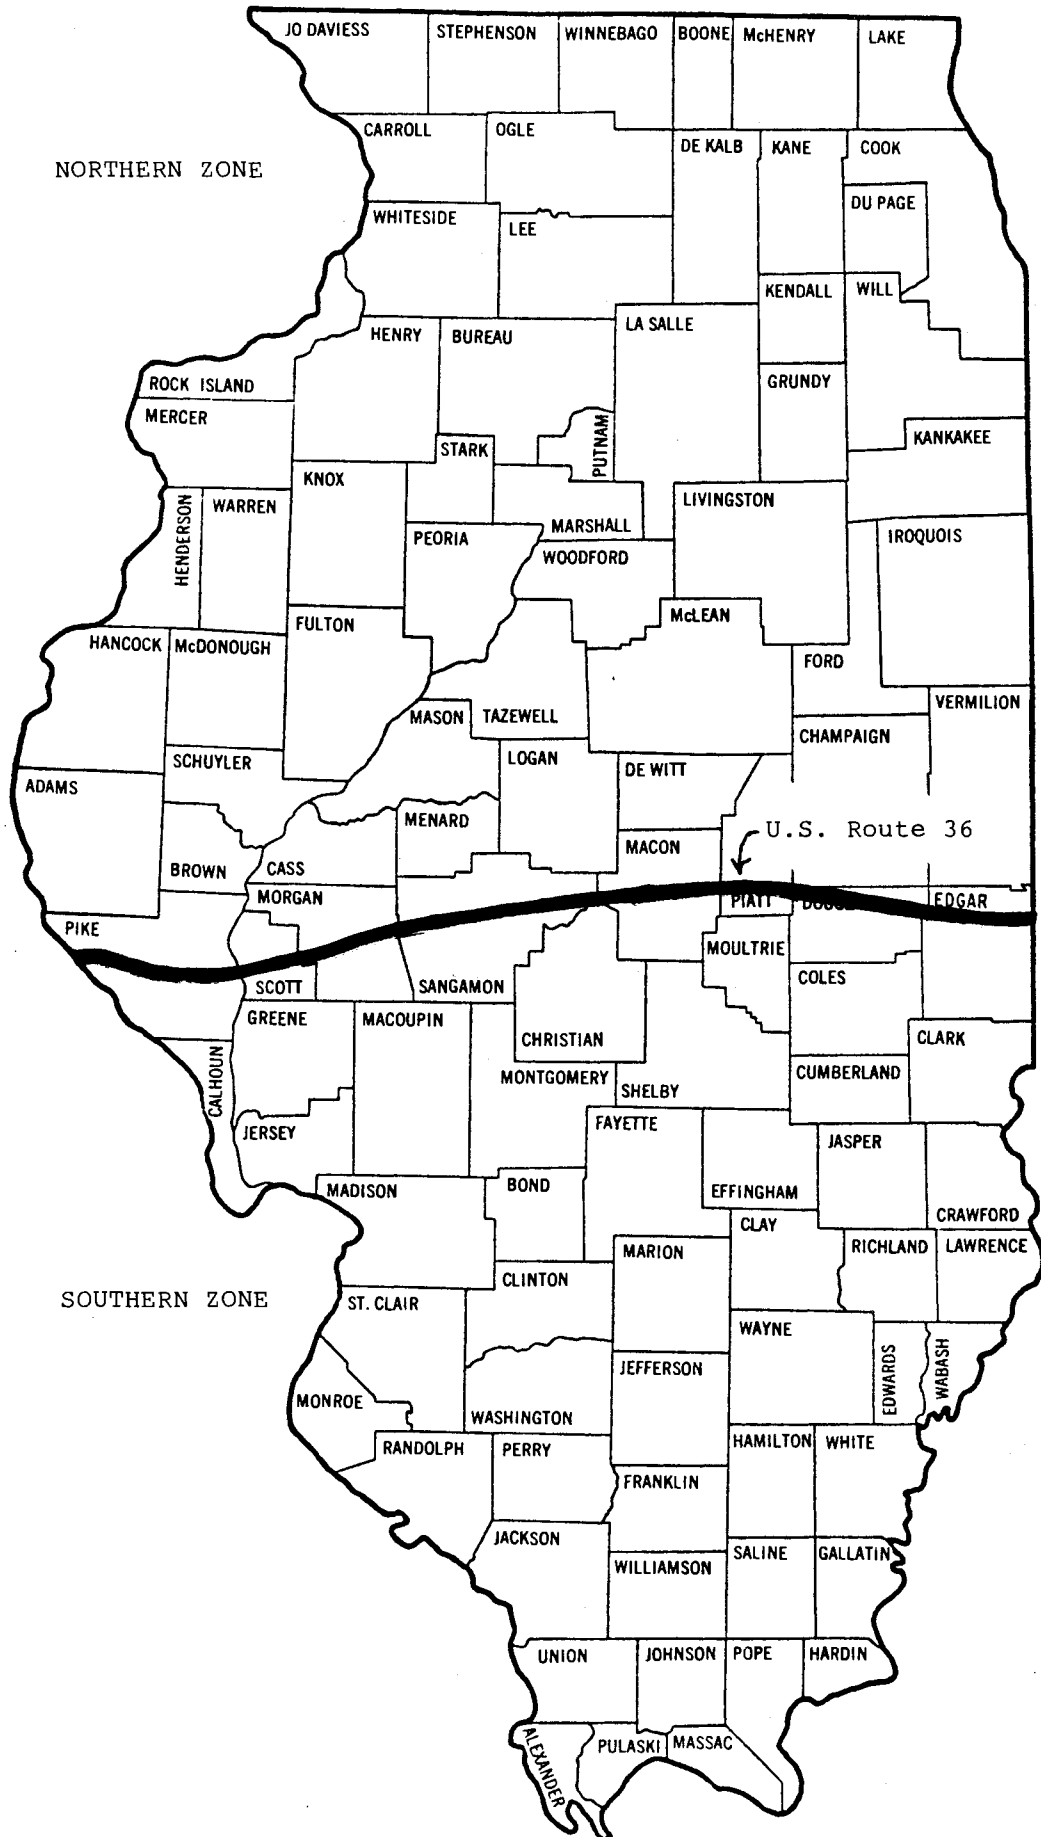 JO DAVIESS
STEPHENSON
WINNEBAGO
BOONE
McHENRY
LAKE
CARROLL
OGLE
DE KALB
KANE
COOK
NORTHERN ZONE
DU PAGE
WHITESIDE
LEE
KENDALL
WILL
HENRY
BUREAU
LA SALLE
ROCK ISLAND
GRUNDY
MERCER
PUTNAM
KANKAKEE
STARK
KNOX
HENDERSON
WARREN
LIVINGSTON
PEORIA
MARSHALL
IROQUOIS
WOODFORD
McLEAN
FULTON
HANCOCK
McDONOUGH
FORD
VERMILION
MASON
TAZEWELL
CHAMPAIGN
SCHUYLER
LOGAN
DE WITT
ADAMS
MENARD
U.S. Route 36
MACON
BROWN
CASS
MORGAN
PIATT
EDGAR
PIKE
MOULTRIE
SCOTT
SANGAMON
COLES
GREENE
MACOUPIN
CHRISTIAN
CLARK
CALHOUN
MONTGOMERY
SHELBY
CUMBERLAND
FAYETTE
JERSEY
JASPER
MADISON
BOND
EFFINGHAM
CRAWFORD
CLAY
MARION
RICHLAND
LAWRENCE
CLINTON
SOUTHERN ZONE
ST. CLAIR
WAYNE
EDWARDS
WABASH
JEFFERSON
MONROE
WASHINGTON
RANDOLPH
PERRY
HAMILTON
WHITE
FRANKLIN
JACKSON
WILLIAMSON
SALINE
GALLATIN
UNION
JOHNSON
POPE
HARDIN
ALEXANDER
PULASKI
MASSAC